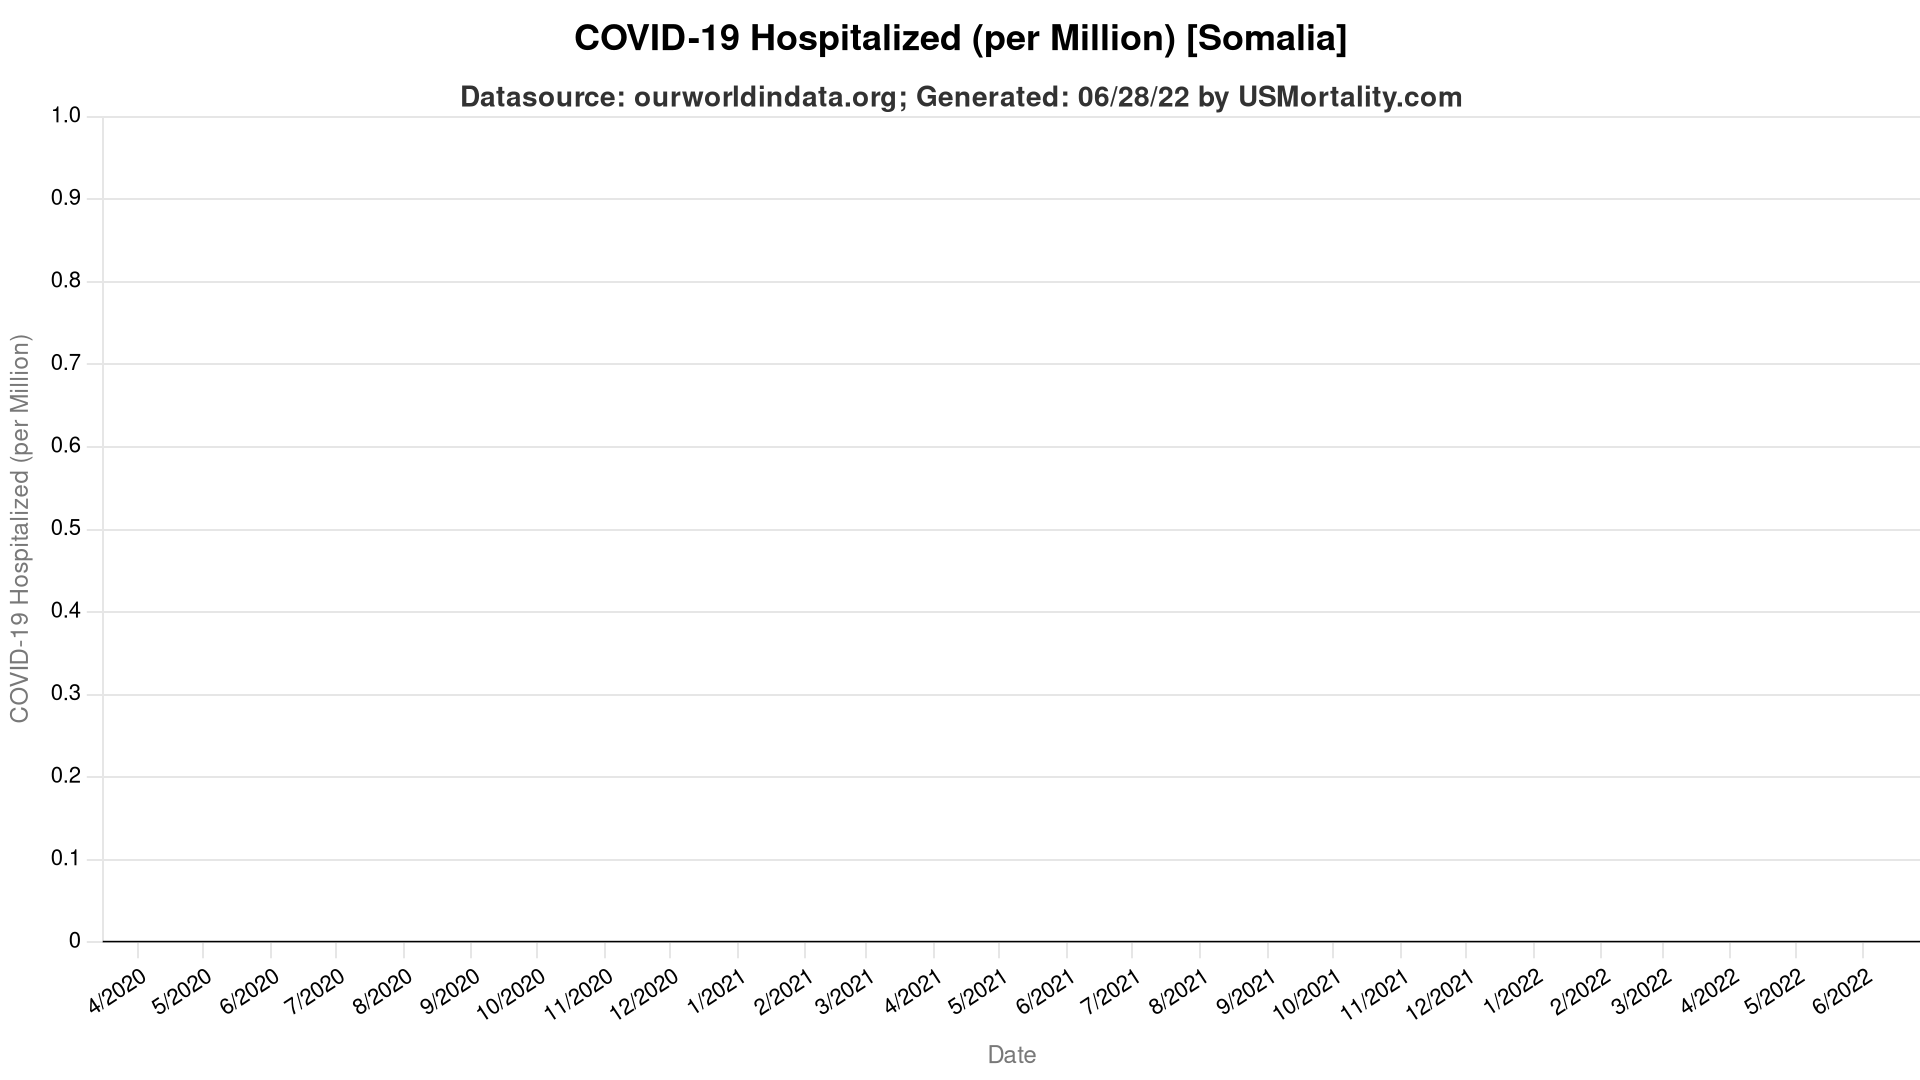 COVID-19 Hospitalized (per Million) [Somalia]
Datasource: ourworldindata.org; Generated: 06/28/22 by USMortality.com
COVID-19 Hospitalized (per Million)
1.0
0.9
0.8
0.7
0.6
0.5
0.4
0.3
0.2
0.1
0
4/2020 5/2020 6/2020 7/2020 8/2020 9/2020 10/2020 11/2020 12/2020 1/2021 2/2021 3/2021 4/2021 5/2021 6/2021 7/2021 8/2021 9/2021 10/2021 11/2021 12/2021 1/2022 2/2022 3/2022 4/2022 5/2022 6/2022
Date